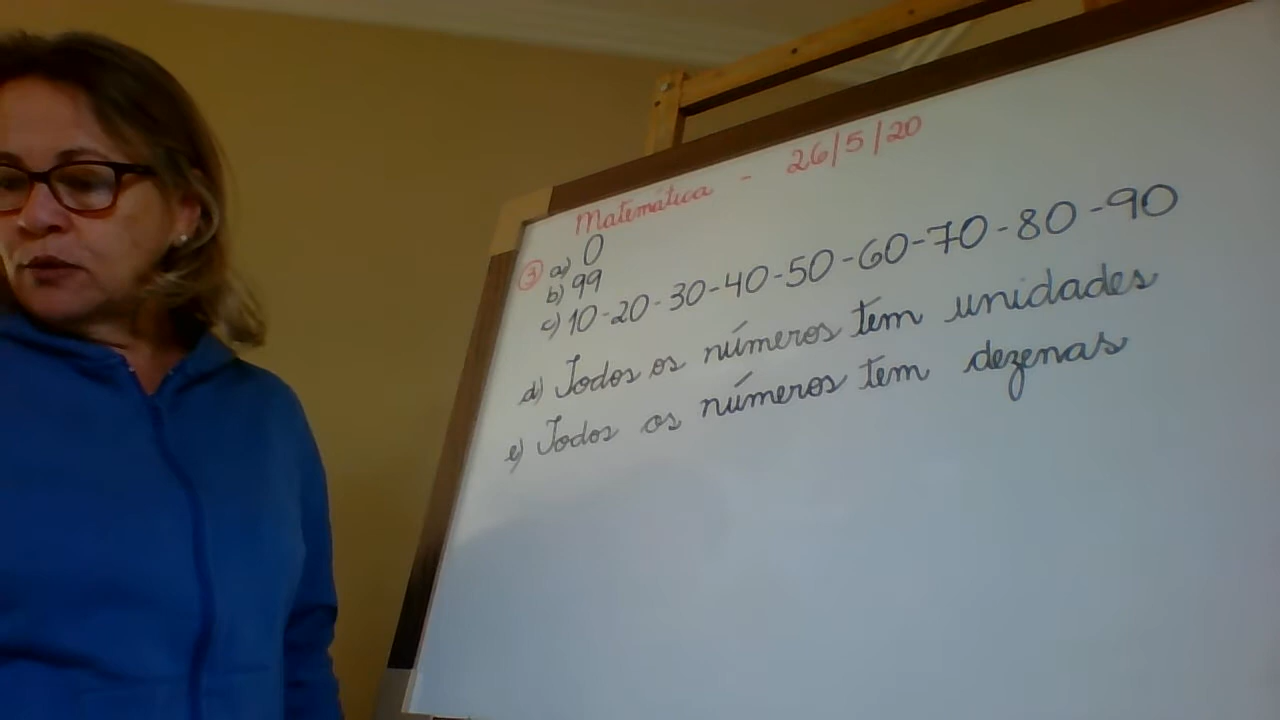 Matemática - 26/5/20
3 a) 0
b) 99
c) 10-20-30-40-50-60-70-80-90
d) Todos os números tem unidades
e) Todos os números tem dezenas